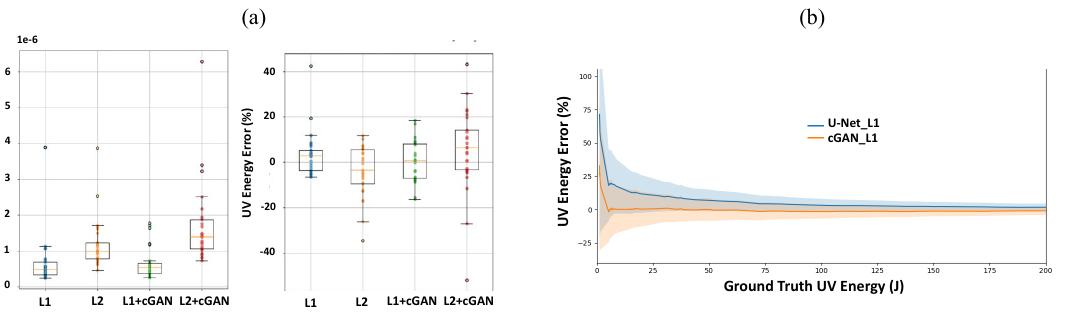 (a)
(b)
1e-6
6
5
4
3
2
1
0
L1
L2
L1+cGAN
L2+cGAN
UV Energy Error (%)
40
20
0
-20
-40
L1
L2
L1+cGAN
L2+cGAN
UV Energy Error (%)
100
75
50
25
0
−25
U-Net_L1
cGAN_L1
0
25
50
75
100
125
150
175
200
Ground Truth UV Energy (J)